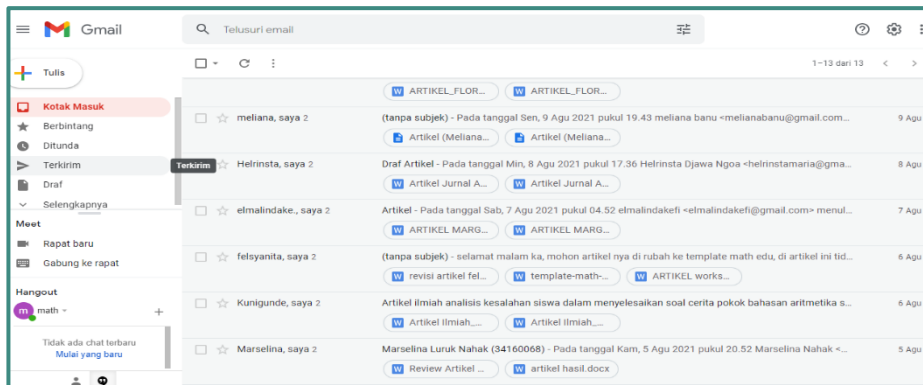 Gmail
Telusuri email
Tulis
1–13 dari 13
Kotak Masuk
Berbintang
Ditunda
Terkirim
Terkirim
Draf
Selengkapnya
Meet
Rapat baru
Gabung ke rapat
Hangout
m math
Tidak ada chat terbaru
Mulai yang baru
W ARTIKEL_FLOR... W ARTIKEL_FLOR...
meliana, saya 2 (tanpa subjek) - Pada tanggal Sen, 9 Agu 2021 pukul 19.43 meliana banu <melianabanu@gmail.com... 9 Agu
Artikel (Meliana... Artikel (Meliana...
Helrinsta, saya 2 Draf Artikel - Pada tanggal Min, 8 Agu 2021 pukul 17.36 Helrinsta Djawa Ngoa <helrinstamaria@gma... 8 Agu
W Artikel Jurnal A... W Artikel Jurnal A...
elmalindake., saya 2 Artikel - Pada tanggal Sab, 7 Agu 2021 pukul 04.52 elmalindakefi <elmalindakefi@gmail.com> menul... 7 Agu
W ARTIKEL MARG... W ARTIKEL MARG...
felsyanita, saya 2 (tanpa subjek) - selamat malam ka, mohon artikel nya di rubah ke template math edu, di artikel ini tid... 6 Agu
W revisi artikel fel... W template-math-... W ARTIKEL works...
Kunigunde, saya 2 Artikel ilmiah analisis kesalahan siswa dalam menyelesaikan soal cerita pokok bahasan aritmetika s... 6 Agu
W Artikel Ilmiah_... W Artikel Ilmiah_...
Marselina, saya 2 Marselina Luruk Nahak (34160068) - Pada tanggal Kam, 5 Agu 2021 pukul 20.52 Marselina Nahak <... 5 Agu
W Review Artikel ... W artikel hasil.docx